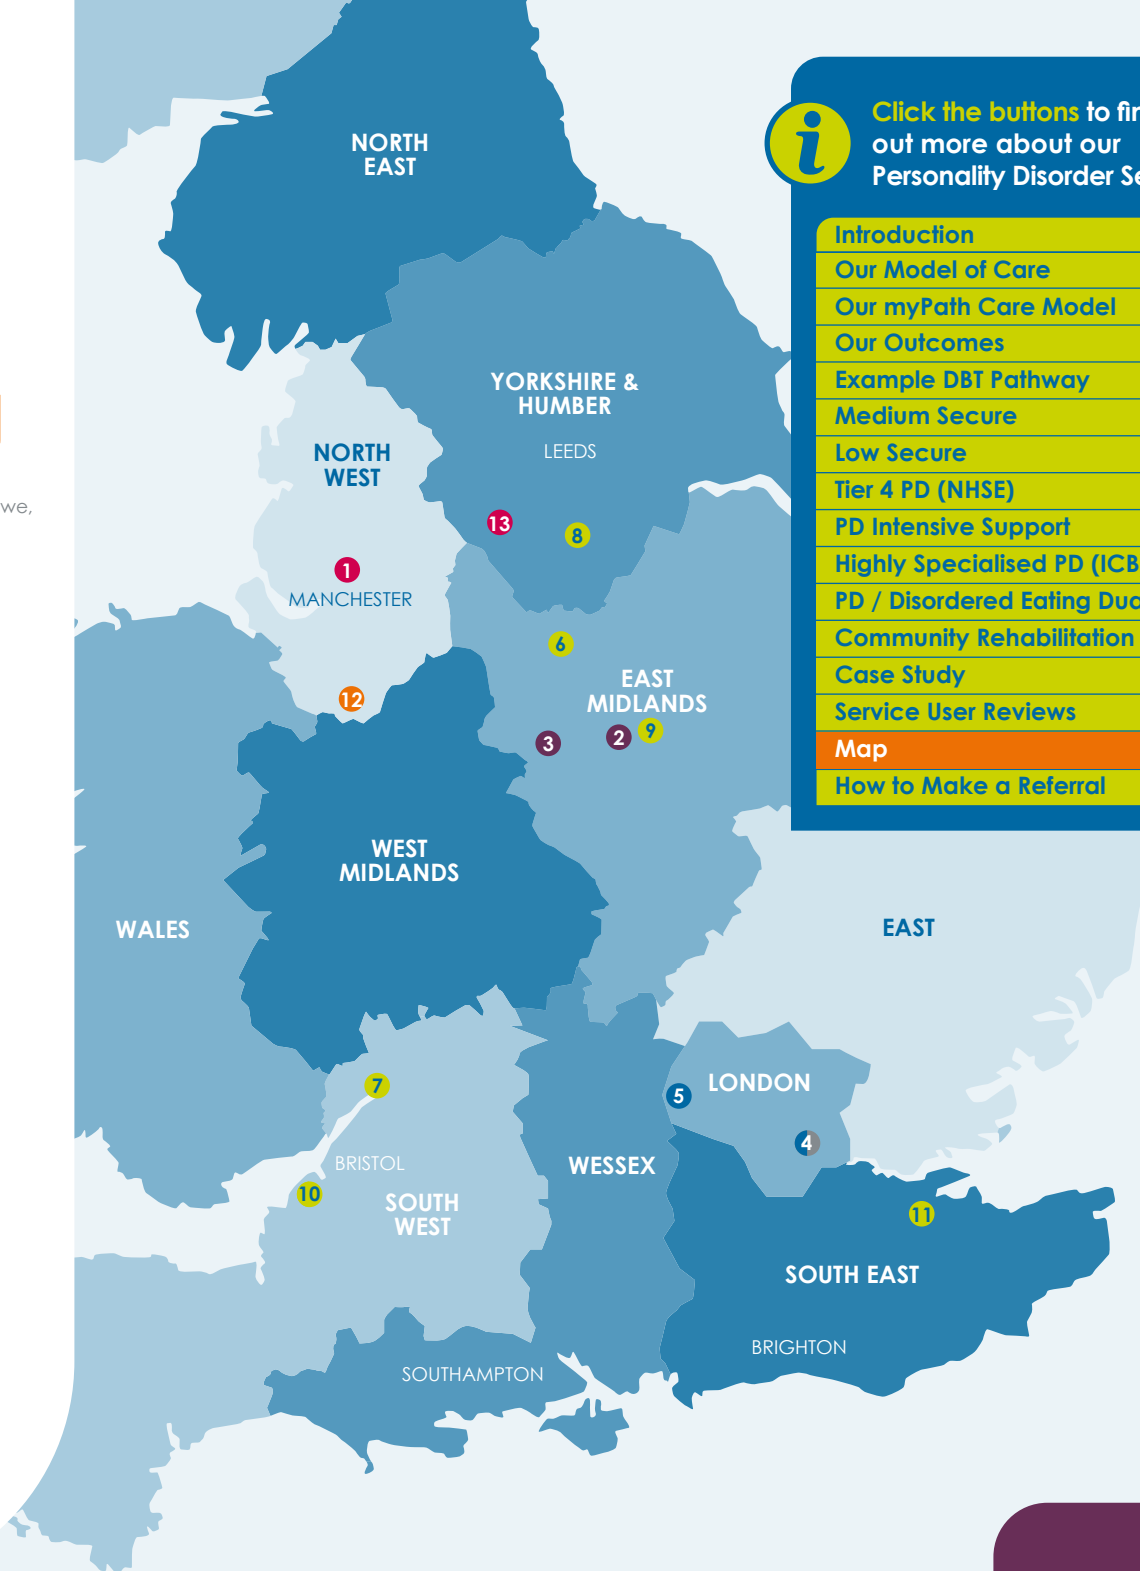 we,
NORTH
EAST
YORKSHIRE &
HUMBER
LEEDS
NORTH
WEST
13
8
1
MANCHESTER
6
12
EAST
MIDLANDS
3
2
9
WEST
MIDLANDS
WALES
EAST
7
5
LONDON
4
BRISTOL
WESSEX
10
SOUTH
WEST
11
SOUTH EAST
BRIGHTON
SOUTHAMPTON
i
Click the buttons to
out more about our
Personality Disorder
Introduction
Our Model of Care
Our myPath Care Model
Our Outcomes
Example DBT Pathway
Medium Secure
Low Secure
Tier 4 PD (NHSE)
PD Intensive Support
Highly Specialised PD (ICB
PD / Disordered Eating
Community Rehabilitation
Case Study
Service User Reviews
Map
How to Make a Referral